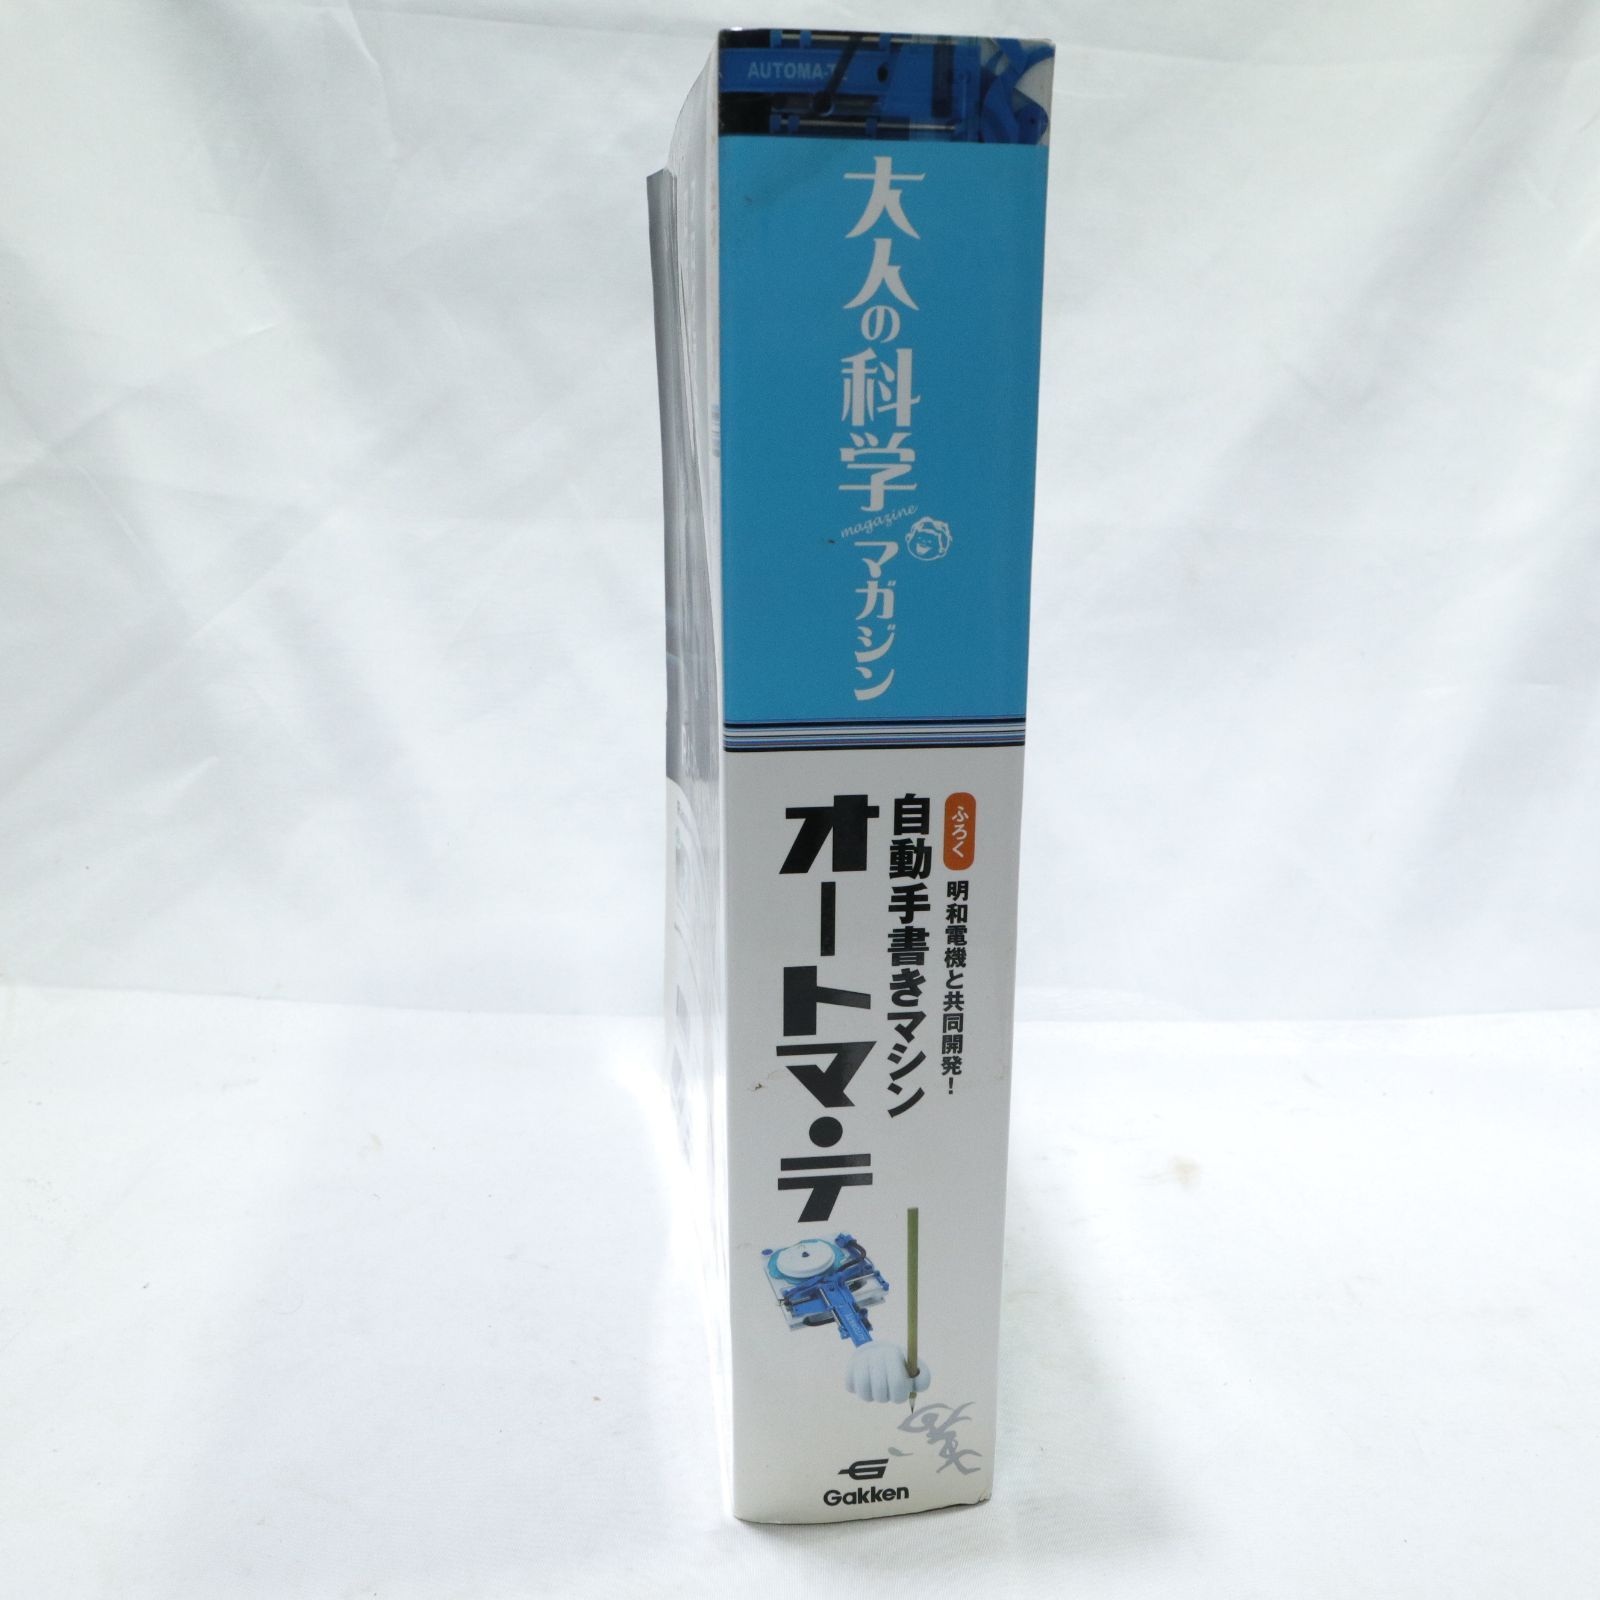 AUTOMA-TE
大人の科学
magazine
マガジン
ふろく 明和電機と共同開発！
自動手書きマシン
オートマ・テ
Gakken